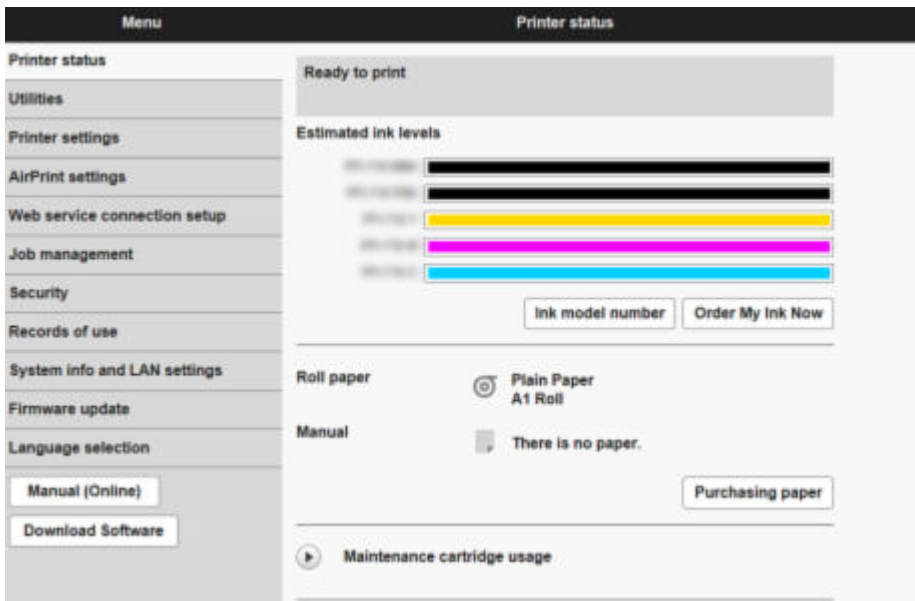 Menu
Printer status
Printer status
Utilities
Printer settings
AirPrint settings
Web service connection setup
Job management
Security
Records of use
System info and LAN settings
Firmware update
Language selection
Manual (Online)
Download Software
Ready to print
Estimated ink levels
Ink model number
Order My Ink Now
Roll paper
Plain Paper
A1 Roll
Manual
There is no paper.
Purchasing paper
Maintenance cartridge usage